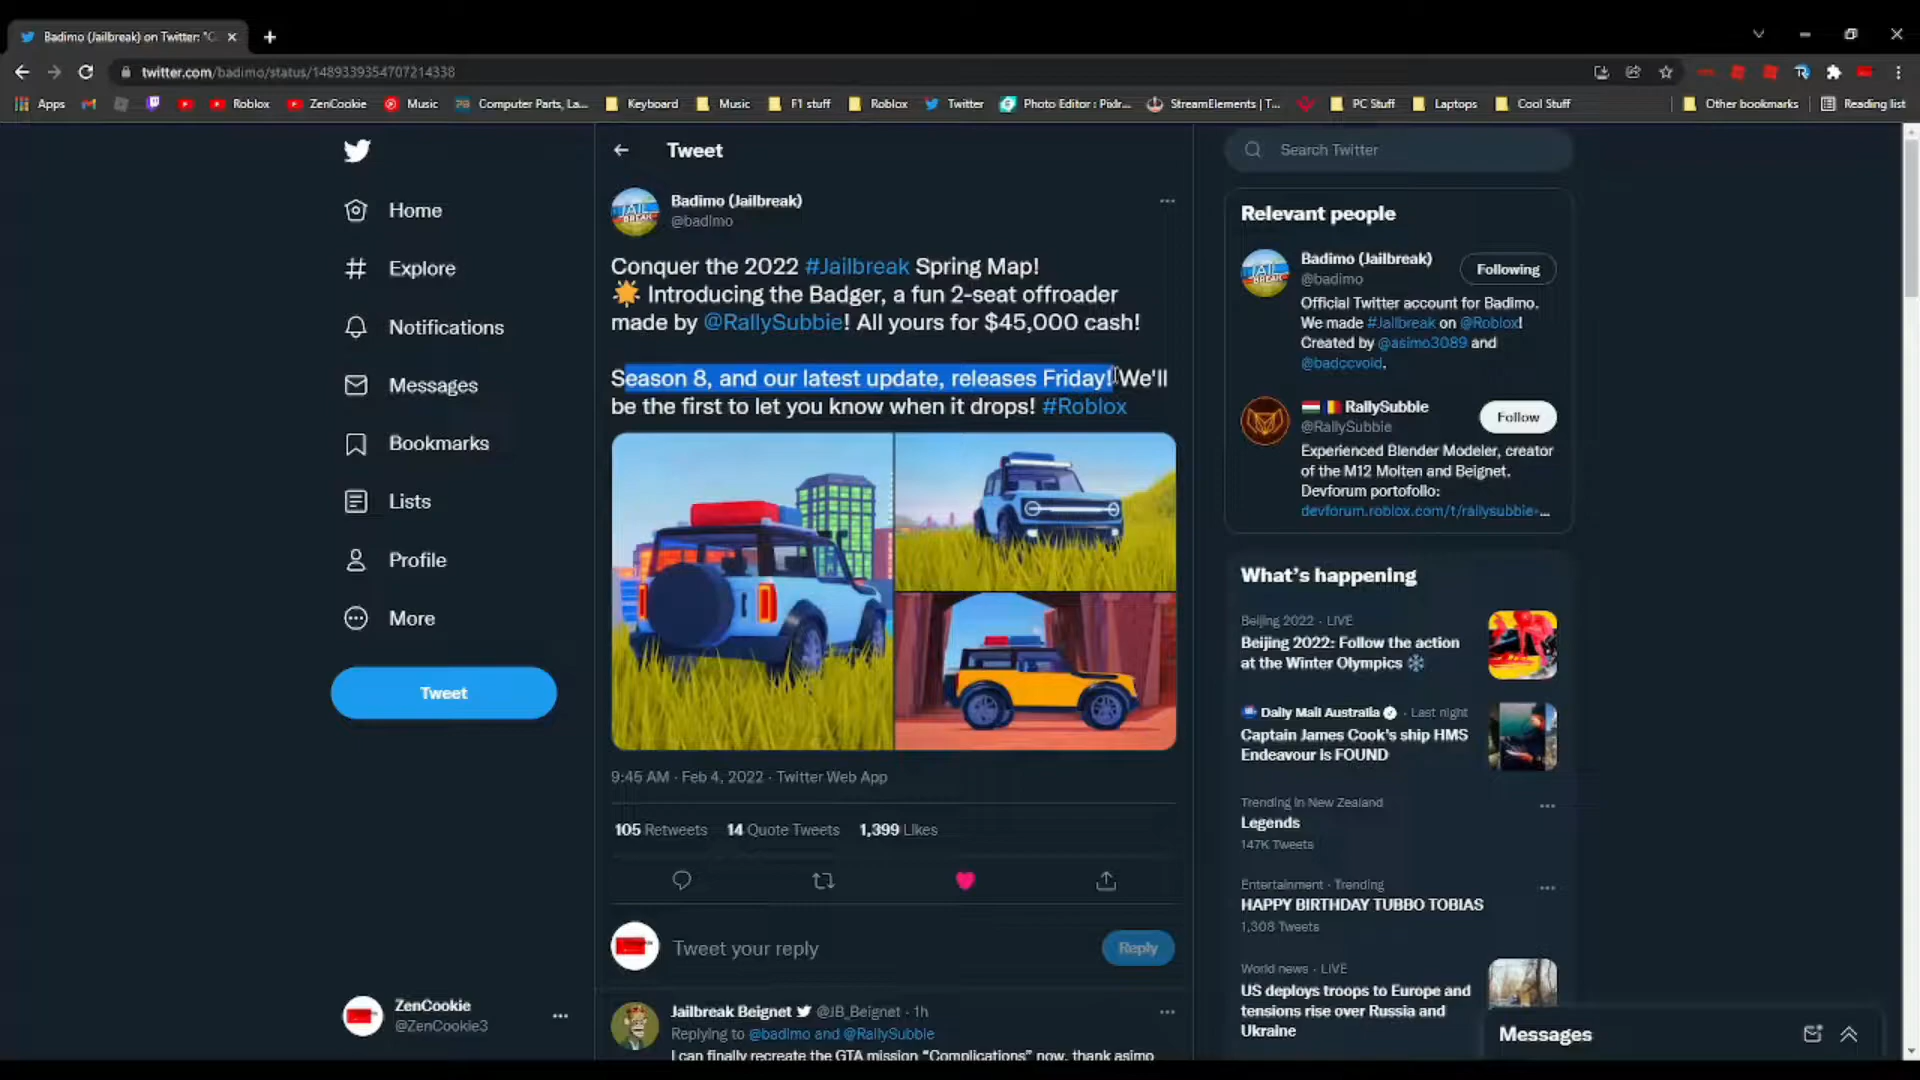 Badimo (Jailbreak) on Twitter: "C
twitter.com/badimo/status/1489339354707214338
Apps
Roblox
ZenCookie
Music
Computer Parts, La...
Keyboard
Music
F1 stuff
Roblox
Twitter
Photo Editor : Pixlr...
StreamElements | T...
PC Stuff
Laptops
Cool Stuff
Other bookmarks
Reading list
Home
Explore
Notifications
Messages
Bookmarks
Lists
Profile
More
Tweet
ZenCookie
@ZenCookie3
Tweet
Badimo (Jailbreak)
@badimo
Conquer the 2022 #Jailbreak Spring Map!
Introducing the Badger, a fun 2-seat offroader
made by @RallySubbie! All yours for $45,000 cash!
Season 8, and our latest update, releases Friday! We'll
be the first to let you know when it drops! #Roblox
9:45 AM · Feb 4, 2022 · Twitter Web App
105 Retweets 14 Quote Tweets 1,399 Likes
Tweet your reply
Reply
Jailbreak Beignet @JB_Beignet · 1h
Replying to @badimo and @RallySubbie
I can finally recreate the GTA mission “Complications” now, thank asimo
Search Twitter
Relevant people
Badimo (Jailbreak)
@badimo
Following
Official Twitter account for Badimo.
We made #Jailbreak on @Roblox!
Created by @asimo3089 and
@badccvoid.
RallySubbie
@RallySubbie
Follow
Experienced Blender Modeler, creator
of the M12 Molten and Beignet.
Devforum portofollo:
devforum.roblox.com/t/rallysubbie-...
What's happening
Beijing 2022 · LIVE
Beijing 2022: Follow the action
at the Winter Olympics
Daily Mail Australia · Last night
Captain James Cook's ship HMS
Endeavour is FOUND
Trending in New Zealand
Legends
147K Tweets
Entertainment · Trending
HAPPY BIRTHDAY TUBBO TOBIAS
1,308 Tweets
World news · LIVE
US deploys troops to Europe and
tensions rise over Russia and
Ukraine
Messages